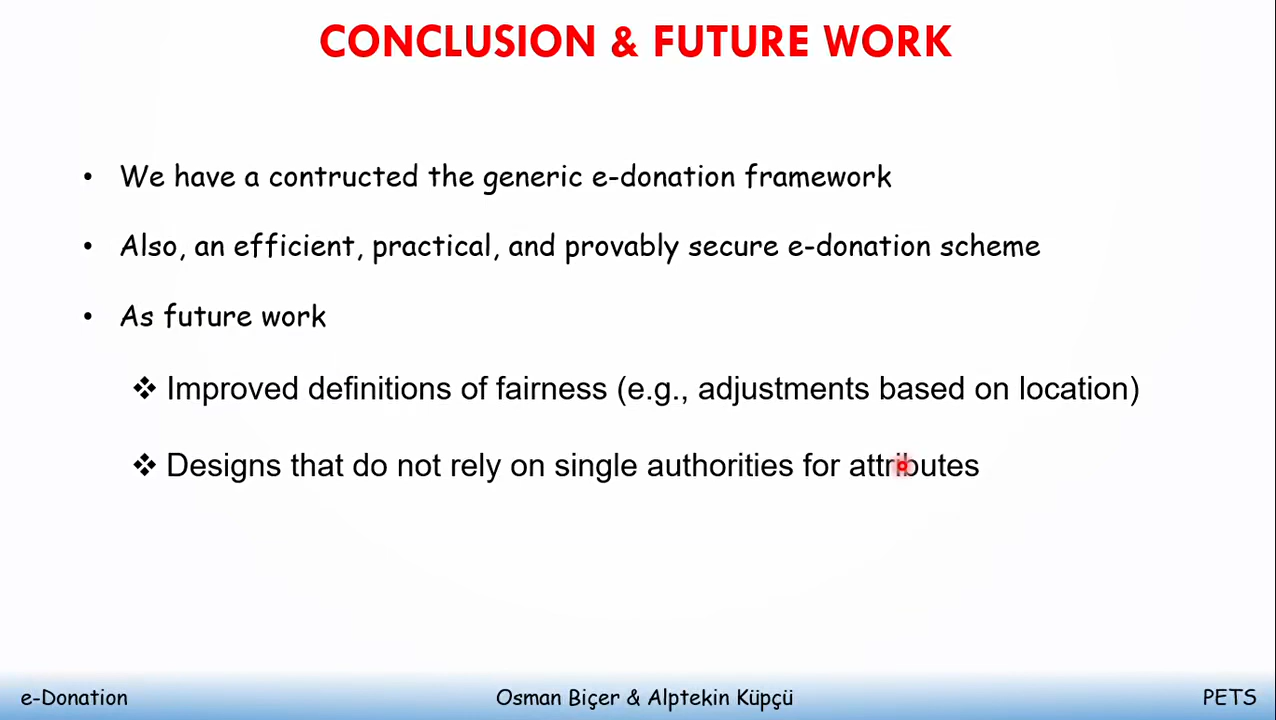 CONCLUSION & FUTURE WORK
• We have a contructed the generic e-donation framework
• Also, an efficient, practical, and provably secure e-donation scheme
• As future work
❖ Improved definitions of fairness (e.g., adjustments based on location)
❖ Designs that do not rely on single authorities for attributes
e-Donation Osman Biçer & Alptekin Küpçü PETS